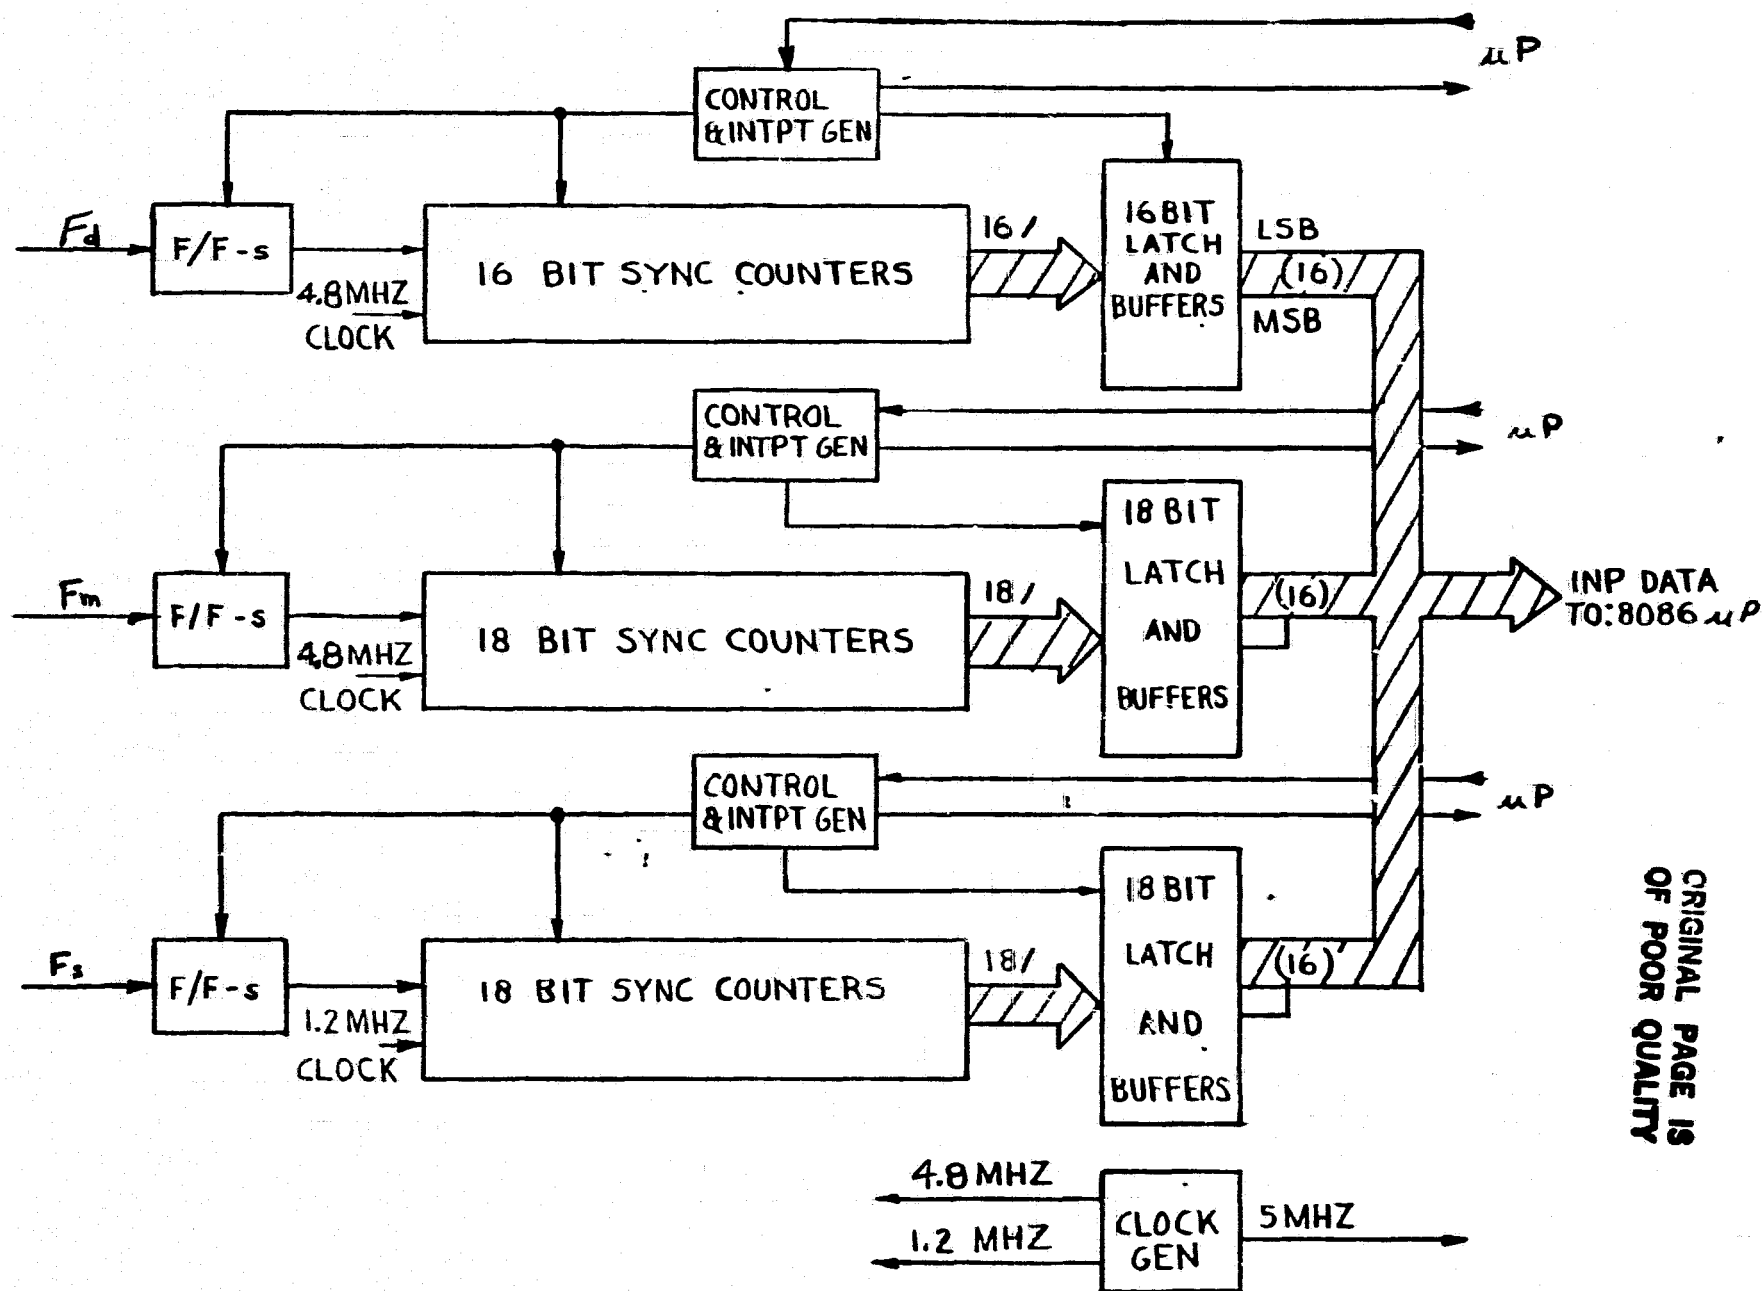 μP
CONTROL
& INTPT GEN
Fd
F/F-s
4.8MHZ
CLOCK
16 BIT SYNC COUNTERS
16/
16BIT
LATCH
AND
BUFFERS
LSB
(16)
MSB
CONTROL
& INTPT GEN
μP
Fm
F/F-s
4.8MHZ
CLOCK
18 BIT SYNC COUNTERS
18/
18 BIT
LATCH
AND
BUFFERS
(16)
INP DATA
TO:8086 μP
CONTROL
& INTPT GEN
μP
Fs
F/F-s
1.2MHZ
CLOCK
18 BIT SYNC COUNTERS
18/
18 BIT
LATCH
AND
BUFFERS
(16)
4.8 MHZ
1.2 MHZ
CLOCK
GEN
5 MHZ
ORIGINAL PAGE IS
OF POOR QUALITY